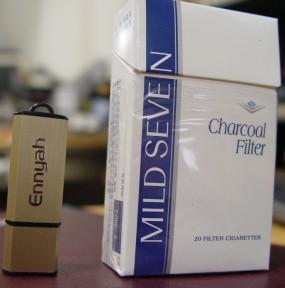 Ennyah
MILD SEVEN
Charcoal
Filter
20 FILTER CIGARETTES